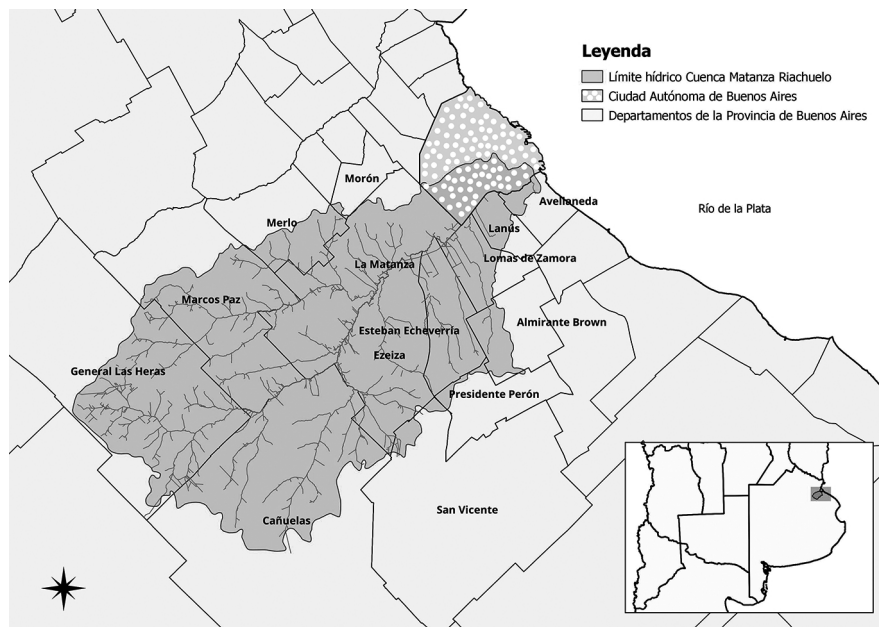 Leyenda
Límite hídrico Cuenca Matanza Riachuelo
Ciudad Autónoma de Buenos Aires
Departamentos de la Provincia de Buenos Aires
Morón
Avellaneda
Río de la Plata
Merlo
Lanús
La Matanza
Lomas de Zamora
Marcos Paz
Almirante Brown
Esteban Echeverría
Ezeiza
General Las Heras
Presidente Perón
San Vicente
Cañuelas